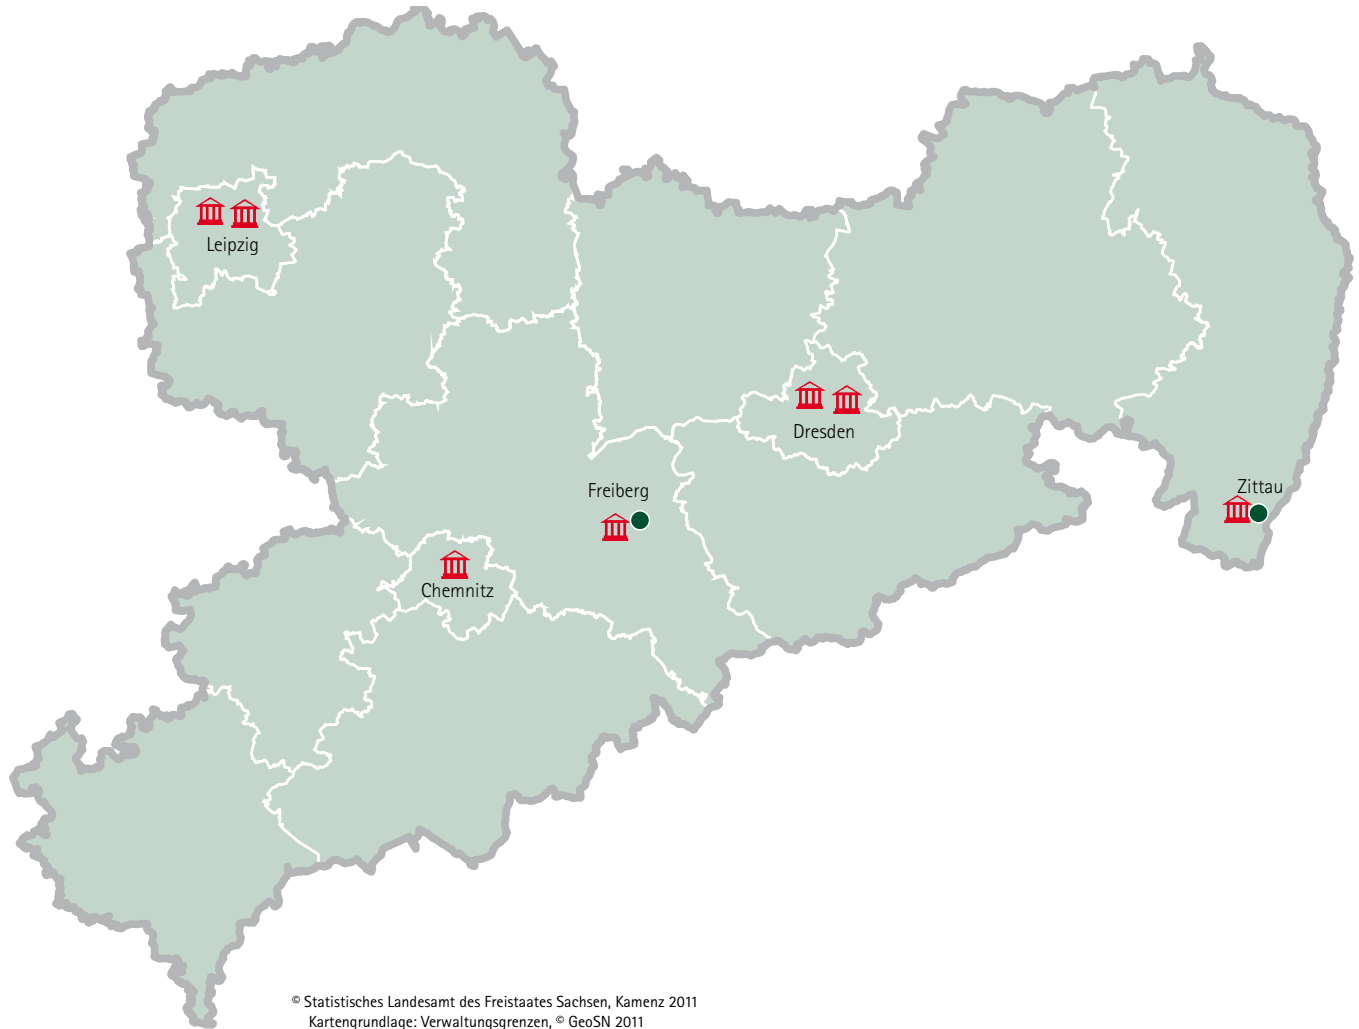 Leipzig
Dresden
Freiberg
Zittau
Chemnitz
© Statistisches Landesamt des Freistaates Sachsen, Kamenz 2011
Kartengrundlage: Verwaltungsgrenzen, © GeoSN 2011